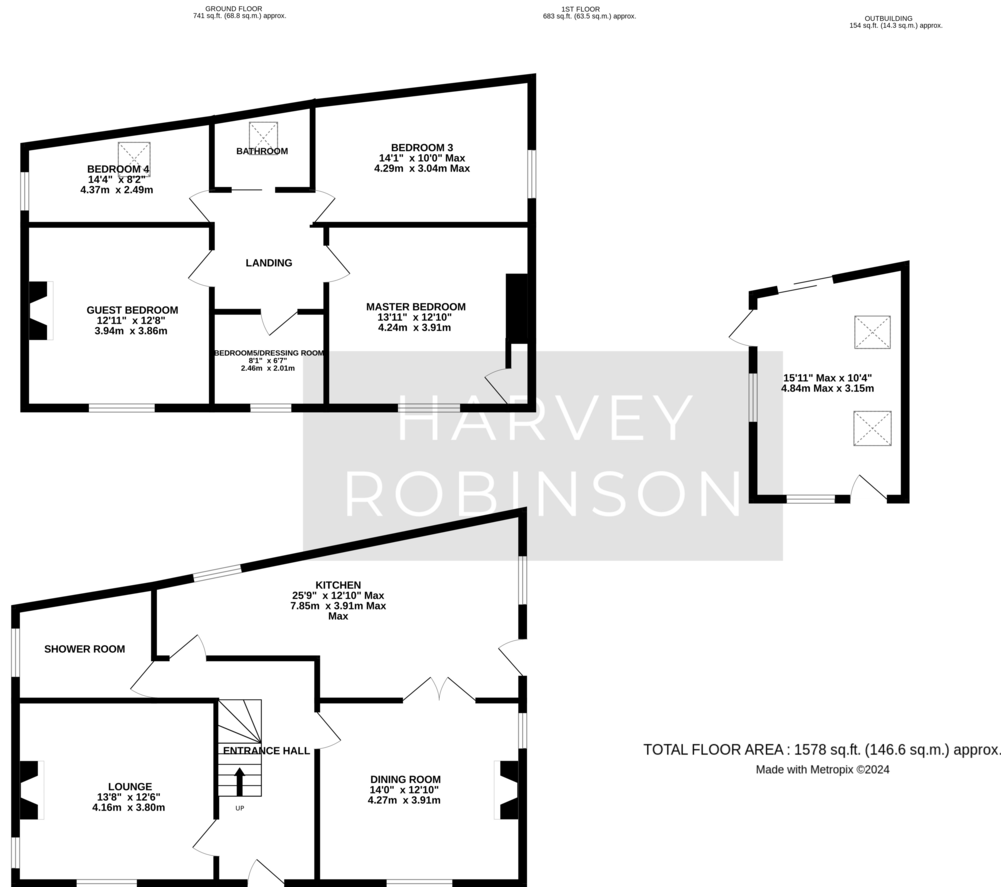 GROUND FLOOR
741 sq.ft. (68.8 sq.m.) approx.
1ST FLOOR
683 sq.ft. (63.5 sq.m.) approx.
OUTBUILDING
154 sq.ft. (14.3 sq.m.) approx.
BEDROOM 4
14'4" x 8'2"
4.37m x 2.49m
BATHROOM
BEDROOM 3
14'1" x 10'0" Max
4.29m x 3.04m Max
LANDING
GUEST BEDROOM
12'11" x 12'8"
3.94m x 3.86m
MASTER BEDROOM
13'11" x 12'10"
4.24m x 3.91m
BEDROOM5/DRESSING ROOM
8'1" x 6'7"
2.46m x 2.01m
15'11" Max x 10'4"
4.84m Max x 3.15m
HARVEY
ROBINSON
KITCHEN
25'9" x 12'10" Max
7.85m x 3.91m Max
Max
SHOWER ROOM
ENTRANCE HALL
UP
LOUNGE
13'8" x 12'6"
4.16m x 3.80m
DINING ROOM
14'0" x 12'10"
4.27m x 3.91m
TOTAL FLOOR AREA : 1578 sq.ft. (146.6 sq.m.) approx.
Made with Metropix ©2024